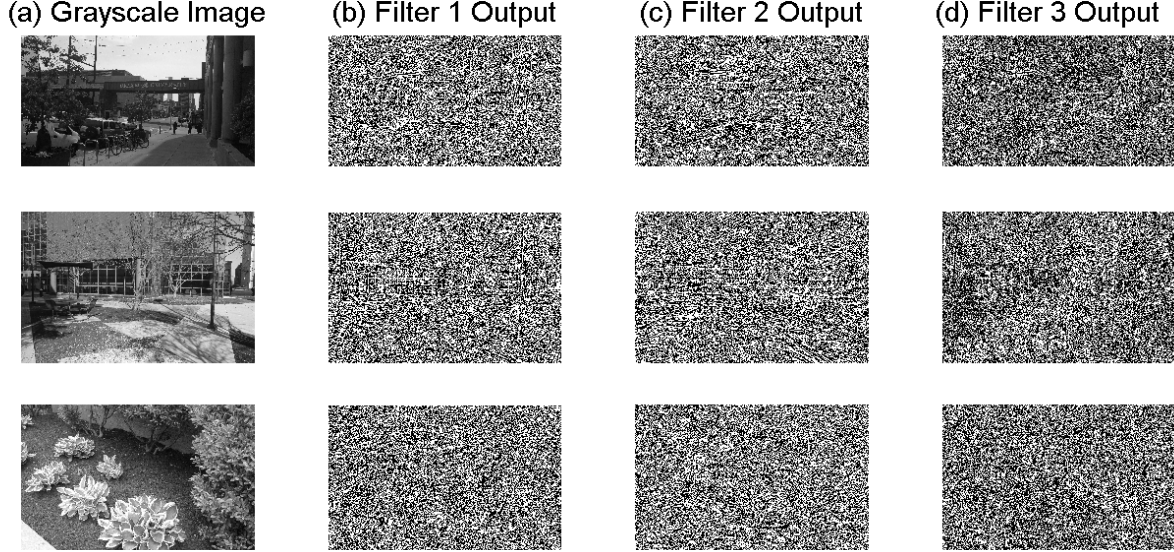 (a) Grayscale Image
(b) Filter 1 Output
(c) Filter 2 Output
(d) Filter 3 Output